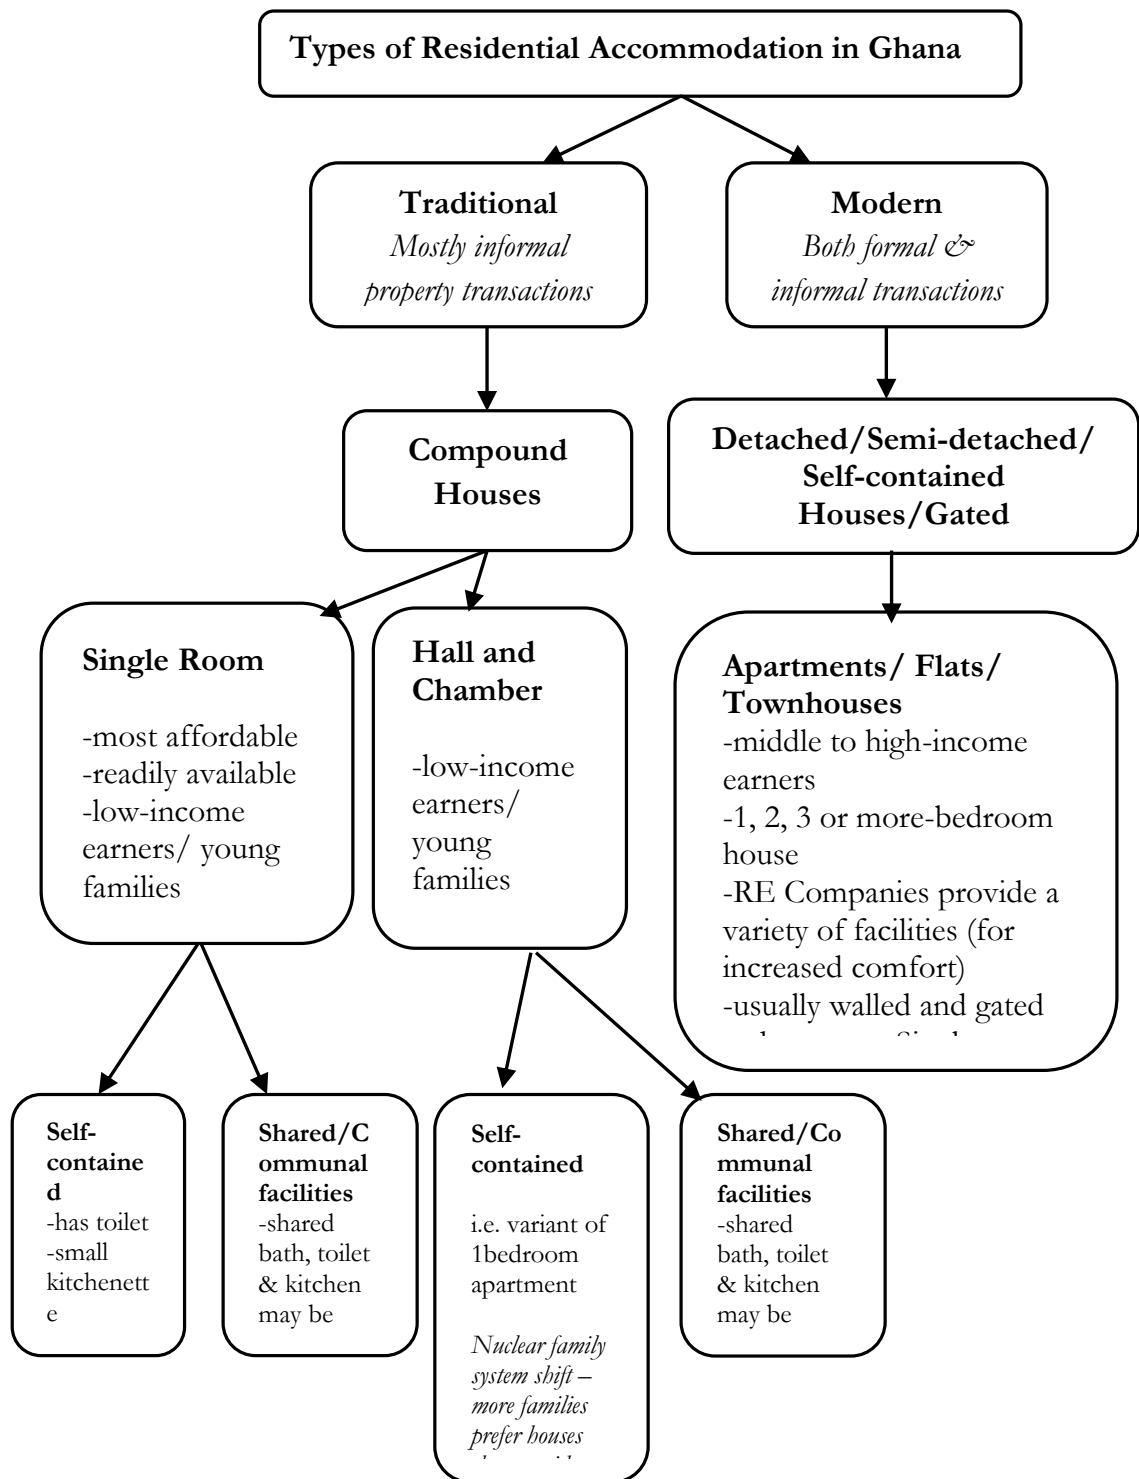 Types of Residential Accommodation in Ghana
Traditional
Mostly informal
property transactions
Modern
Both formal &
informal transactions
Compound
Houses
Detached/Semi-detached/
Self-contained
Houses/Gated
Single Room
-most affordable
-readily available
-low-income
earners/ young
families
Hall and
Chamber
-low-income
earners/
young
families
Apartments/ Flats/
Townhouses
-middle to high-income
earners
-1, 2, 3 or more-bedroom
house
-RE Companies provide a
variety of facilities (for
increased comfort)
-usually walled and gated
Self-
containe
d
-has toilet
-small
kitchenett
e
Shared/C
ommunal
facilities
-shared
bath, toilet
& kitchen
may be
Self-
contained
i.e. variant of
1bedroom
apartment
Nuclear family
system shift –
more families
prefer houses
Shared/Co
mmunal
facilities
-shared
bath, toilet
& kitchen
may be